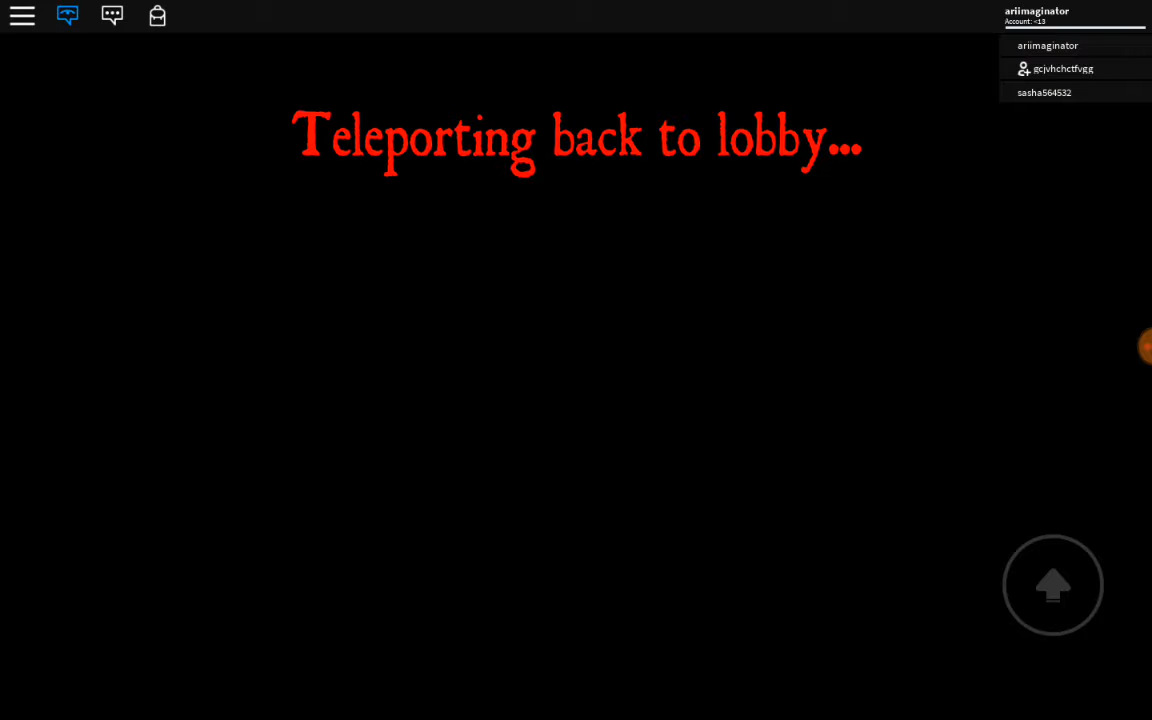 ariimaginator
Account: <13
ariimaginator
gcjvhchctfvgg
sasha564532
Teleporting back to lobby...